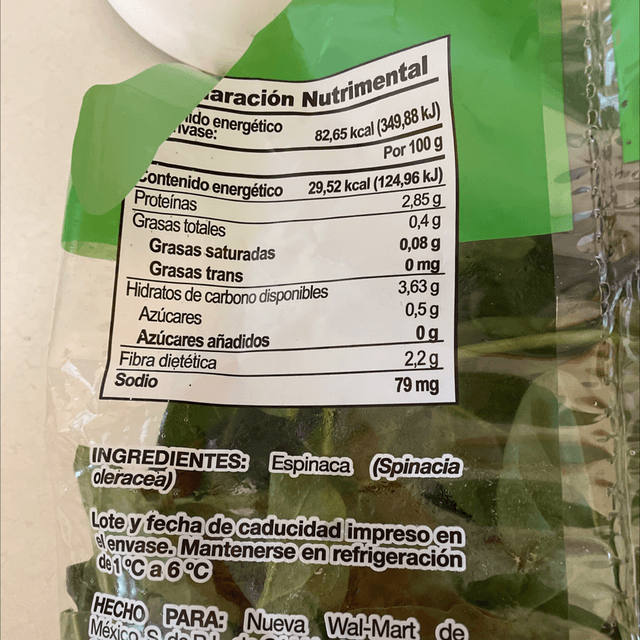 aración Nutrimental
ido energético
nvase: 82,65 kcal (349,88 kJ)
Por 100 g
Contenido energético 29,52 kcal (124,96 kJ)
Proteínas 2,85 g
Grasas totales 0,4 g
Grasas saturadas 0,08 g
Grasas trans 0 mg
Hidratos de carbono disponibles 3,63 g
Azúcares 0,5 g
Azúcares añadidos 0 g
Fibra dietética 2,2 g
Sodio 79 mg
INGREDIENTES: Espinaca (Spinacia
oleracea)
Lote y fecha de caducidad impreso en
el envase. Mantenerse en refrigeración
de 1 °C a 6 °C
HECHO PARA: Nueva Wal-Mart de
México